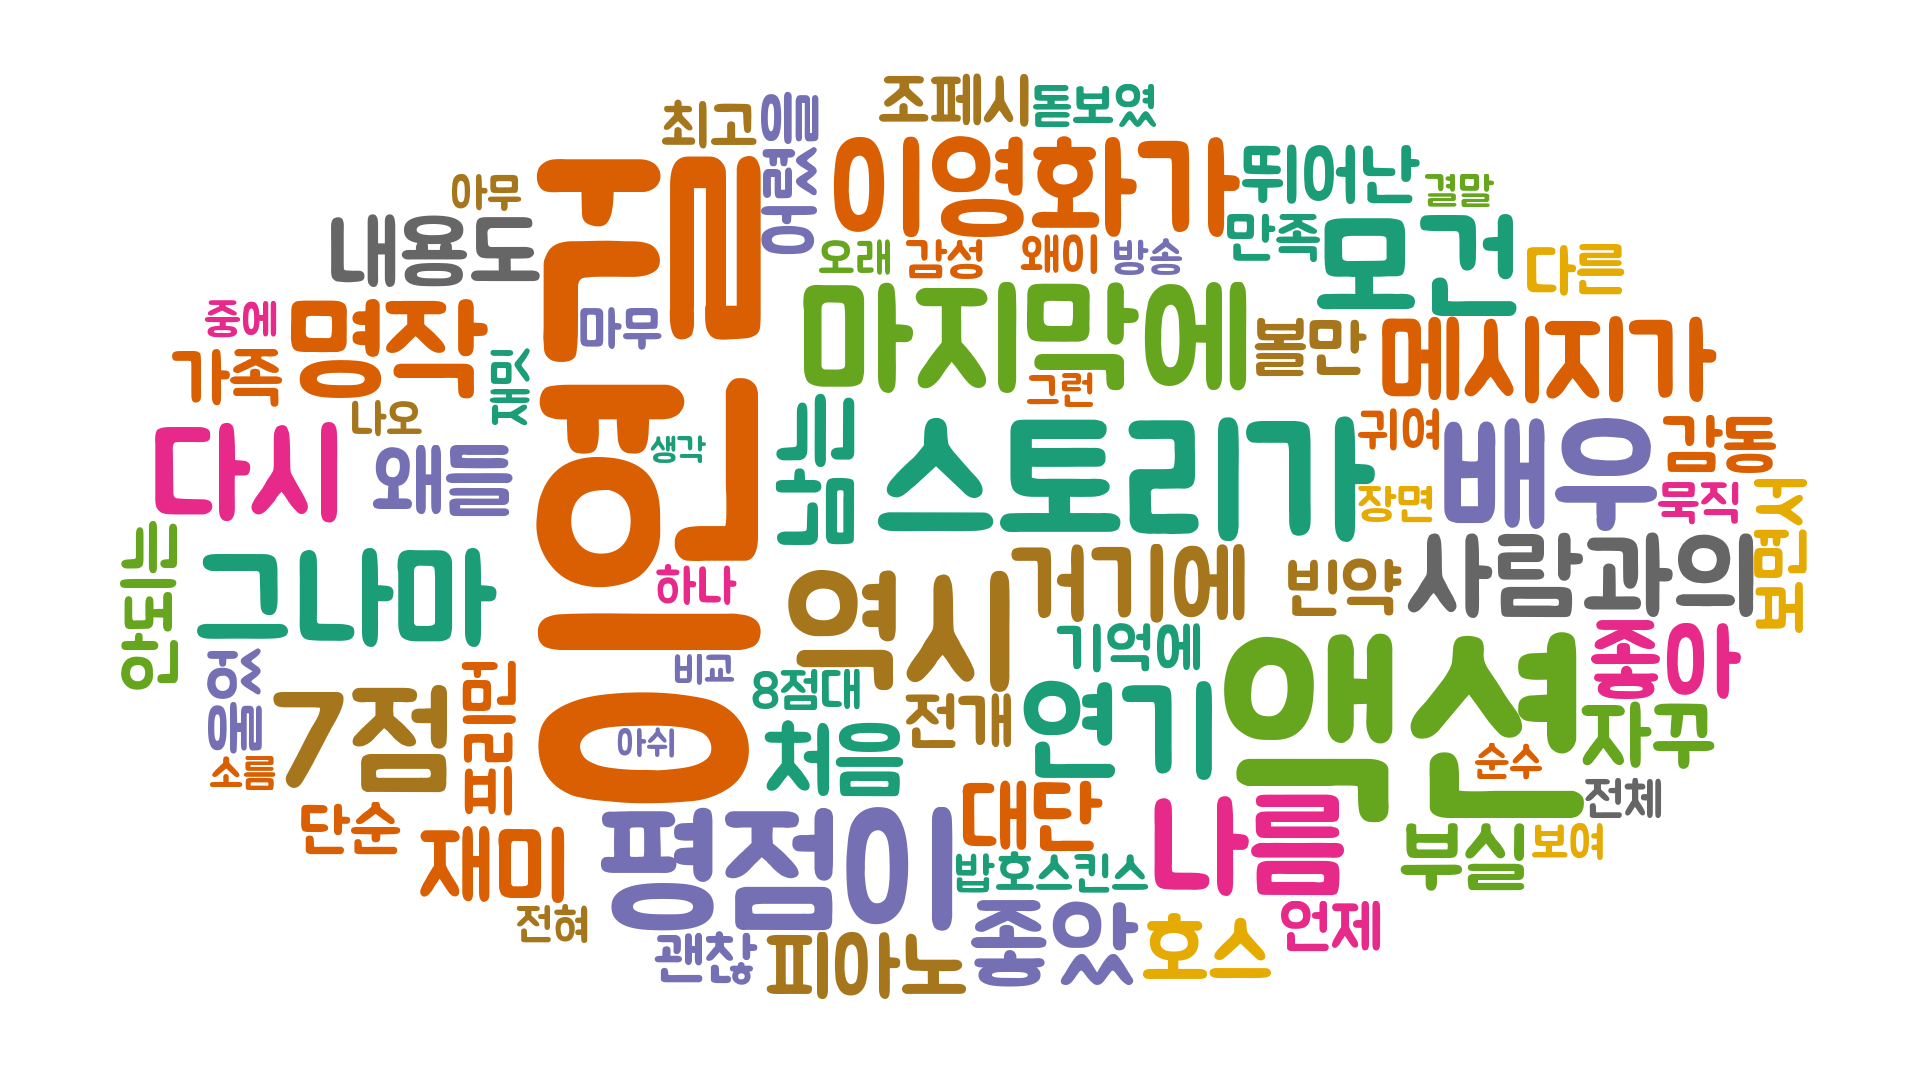 조페시
돋보였
최고
이영화가
뛰어난
결말
아무
내용도
오래
감성
왜이
방송
만족
모건
다른
중에
명작
마무
마지막에
볼만
메시지가
가족
나오
그런
다시
왜들
생각
스토리가
귀여
배우
감동
장면
묵직
그나마
하나
역시
거기에
빈약
사람과의
기억에
좋아
비교
8점대
전개
연기
액션
7점
이연걸
아쉬
처음
자꾸
순수
소름
전체
단순
재미
평점이
대단
나름
부실
보여
밥호스킨스
전혀
괜찮
피아노
좋았
호스
언제